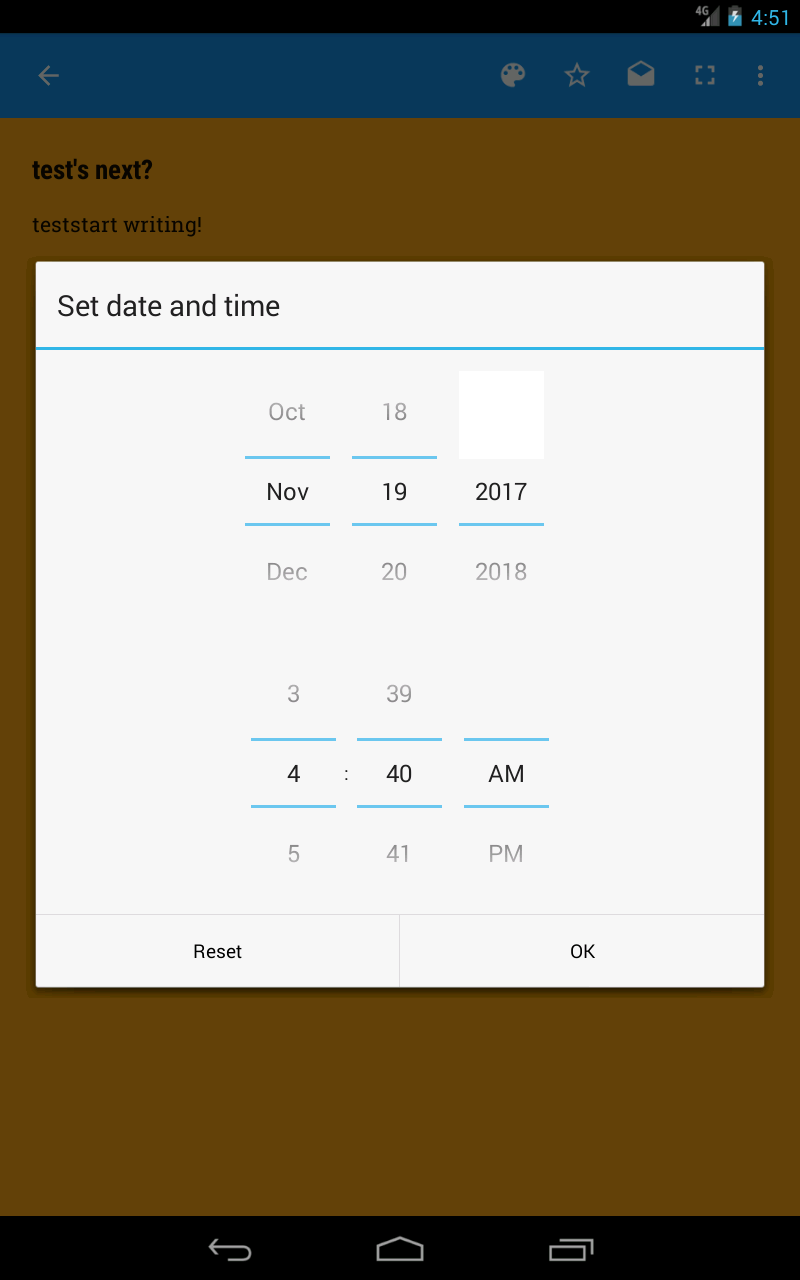 4G 4:51
test's next?
teststart writing!
Set date and time
Oct 18
Nov 19 2017
Dec 20 2018
3 39
4 : 40 AM
5 41 PM
Reset OK